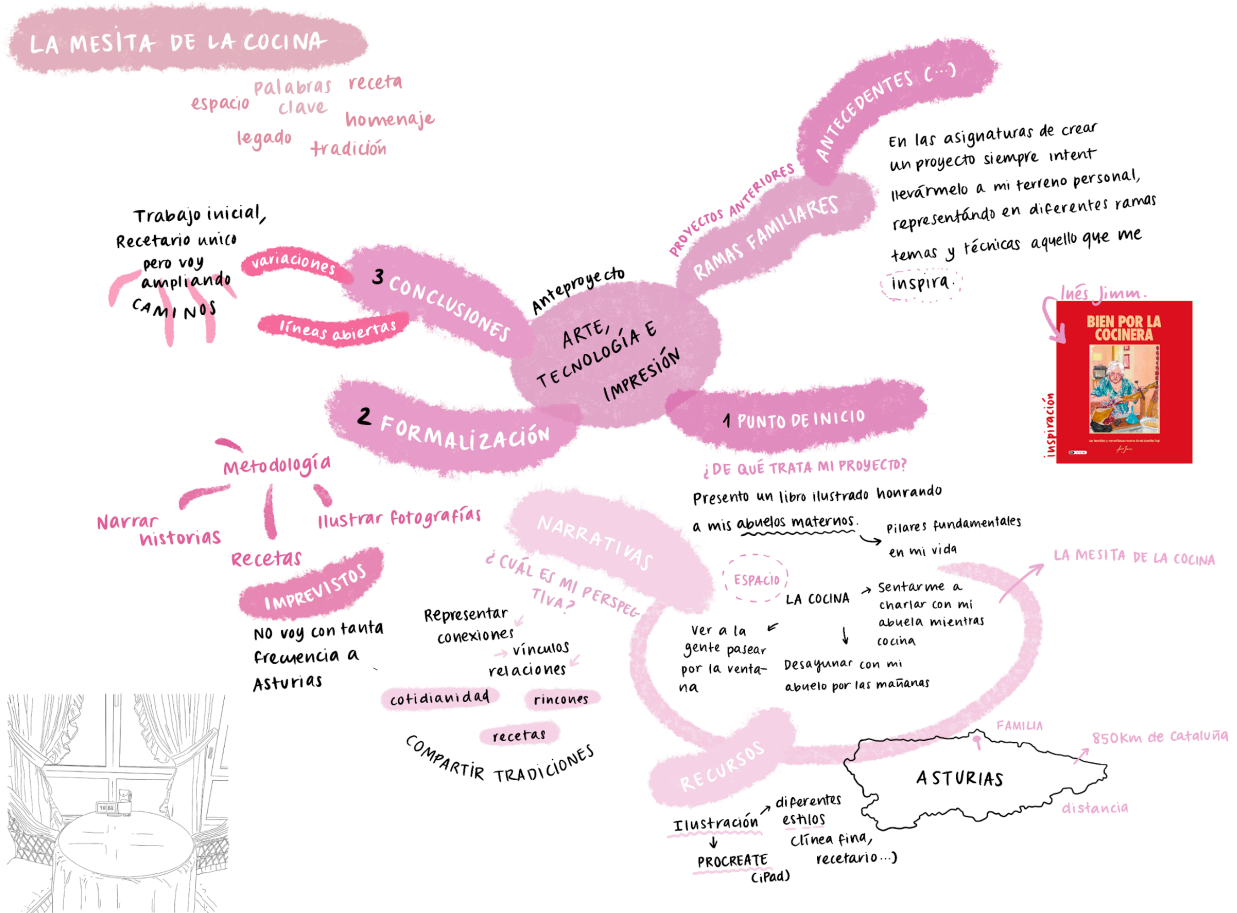 LA MESITA DE LA COCINA
palabras clave
receta
espacio
homenaje
legado
tradición
Anteproyecto
ARTE,
TECNOLOGÍA E
IMPRESIÓN
ANTECEDENTES (...)
PROYECTOS ANTERIORES
RAMAS FAMILIARES
En las asignaturas de crear
un proyecto siempre intent
llevármelo a mi terreno personal,
representándo en diferentes ramas
temas y técnicas aquello que me
inspira.
Inés Jimm.
BIEN POR LA
COCINERA
inspiración
1 PUNTO DE INICIO
¿DE QUÉ TRATA MI PROYECTO?
Presento un libro ilustrado honrando
a mis abuelos maternos.
Pilares fundamentales
en mi vida
ESPACIO
LA COCINA
Sentarme a
charlar con mi
abuela mientras
cocina
Ver a la
gente pasear
por la venta-
na
Desayunar con mi
abuelo por las mañanas
LA MESITA DE LA COCINA
NARRATIVAS
¿CUÁL ES MI PERSPEC
TIVA?
Representar
conexiones
vínculos
relaciones
cotidianidad
rincones
recetas
COMPARTIR TRADICIONES
RECURSOS
Ilustración
diferentes
estilos
(línea fina,
recetario...)
PROCREATE
(iPad)
FAMILIA
ASTURIAS
850Km de Cataluña
distancia
2 FORMALIZACIÓN
Metodología
Narrar
historias
Recetas
Ilustrar fotografías
IMPREVISTOS
NO voy con tanta
frecuencia a
Asturias
3 CONCLUSIONES
variaciones
líneas abiertas
Trabajo inicial,
Recetario unico
pero voy
ampliando
CAMINOS